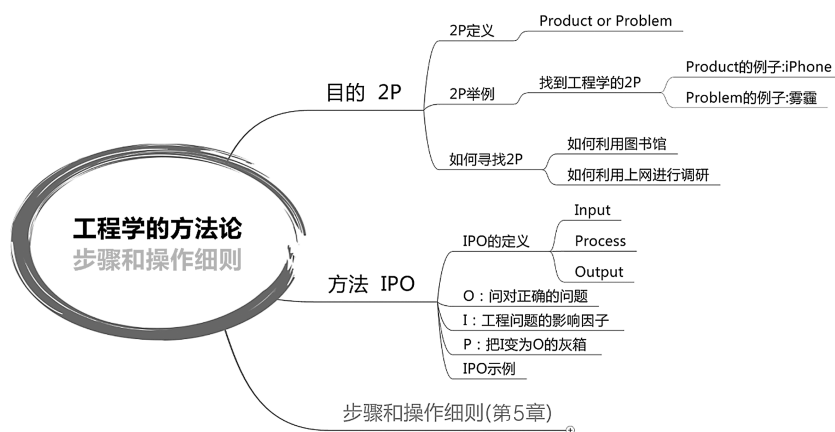 工程学的方法论
步骤和操作细则
目的 2P
2P定义
Product or Problem
2P举例
找到工程学的2P
Product的例子:iPhone
Problem的例子:雾霾
如何寻找2P
如何利用图书馆
如何利用上网进行调研
方法 IPO
IPO的定义
Input
Process
Output
O：问对正确的问题
I：工程问题的影响因子
P：把I变为O的灰箱
IPO示例
步骤和操作细则(第5章)